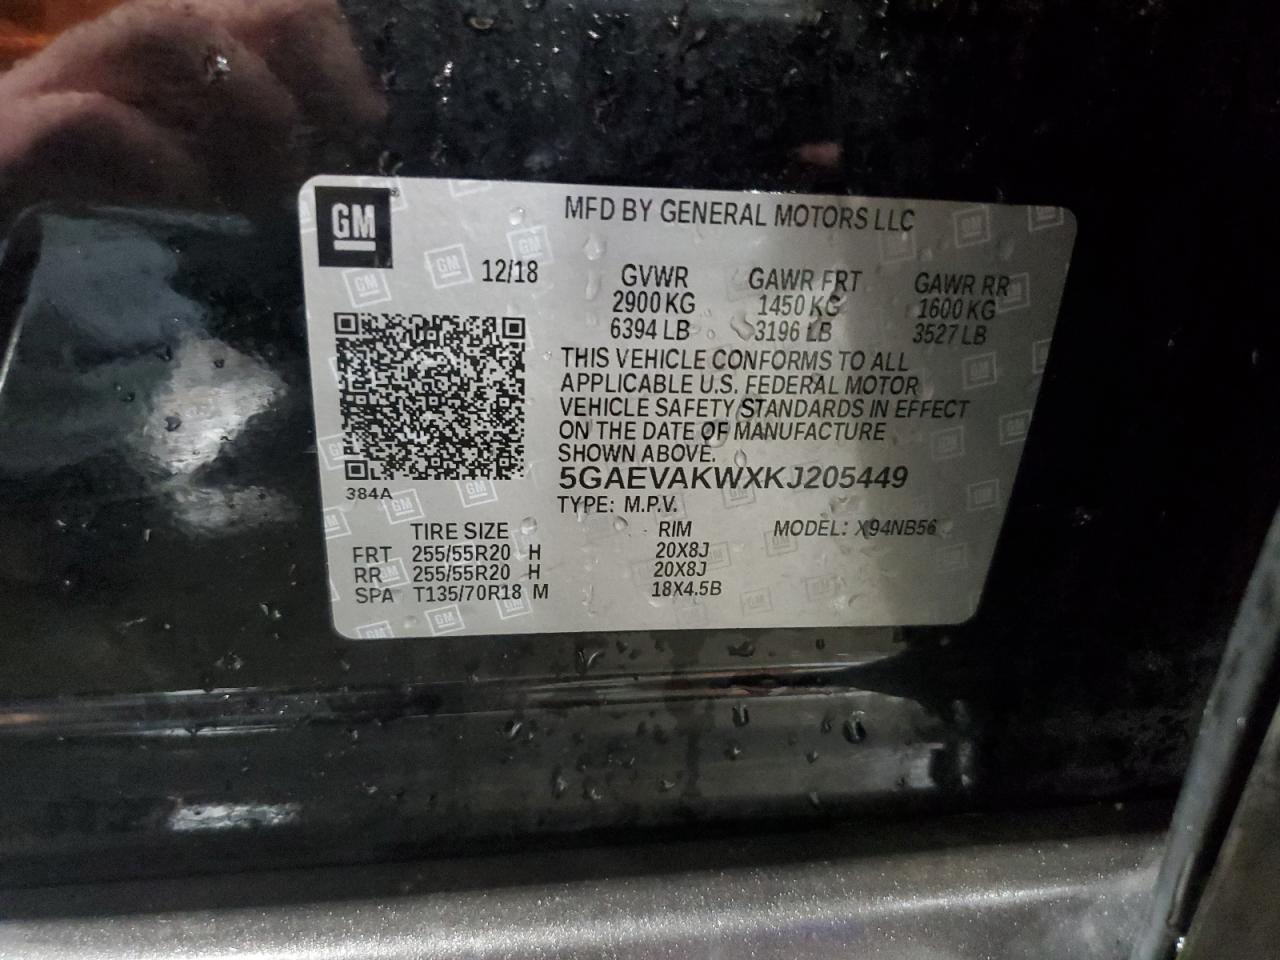 GM
MFD BY GENERAL MOTORS LLC
12/18 GVWR GAWR FRT GAWR RR
2900 KG 1450 KG 1600 KG
6394 LB 3196 LB 3527 LB
THIS VEHICLE CONFORMS TO ALL
APPLICABLE U.S. FEDERAL MOTOR
VEHICLE SAFETY STANDARDS IN EFFECT
ON THE DATE OF MANUFACTURE
SHOWN ABOVE.
5GAEVAKWXKJ205449
384A
TYPE: M.P.V.
TIRE SIZE RIM MODEL: X94NB56
FRT 255/55R20 H 20X8J
RR 255/55R20 H 20X8J
SPA T135/70R18 M 18X4.5B